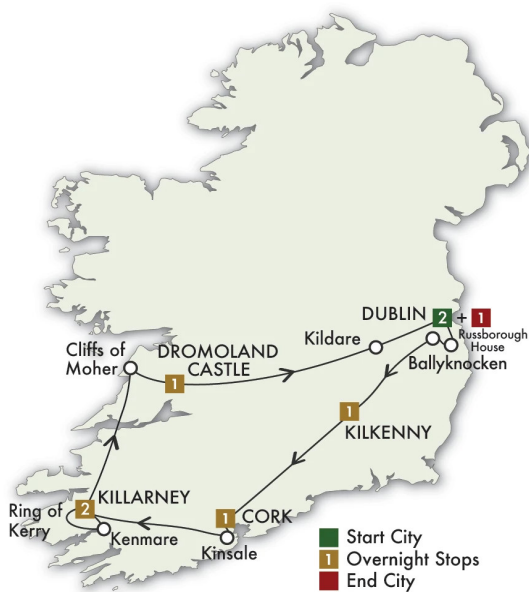 DUBLIN 2 + 1
Russborough
House
Kildare
Ballyknocken
Cliffs of
Moher
DROMOLAND
CASTLE
1
1
KILKENNY
2 KILLARNEY
Ring of
Kerry
Kenmare
1 CORK
Kinsale
Start City
1 Overnight Stops
End City